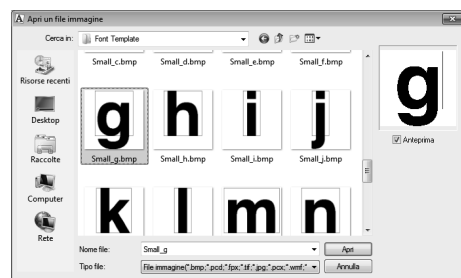 Apri un file immagine
Cerca in:
Font Template
Small_c.bmp
Small_d.bmp
Small_e.bmp
Small_f.bmp
Risorse recenti
Desktop
Raccolte
Computer
Rete
g
h
i
j
Small_g.bmp
Small_h.bmp
Small_i.bmp
Small_j.bmp
k
l
m
n
g
Anteprima
Nome file:
Small_g
Apri
Tipo file:
File immagine(*.bmp;*.pcd;*.fpx;*.tif;*.jpg;*.pcx;*.wmf;*
Annulla